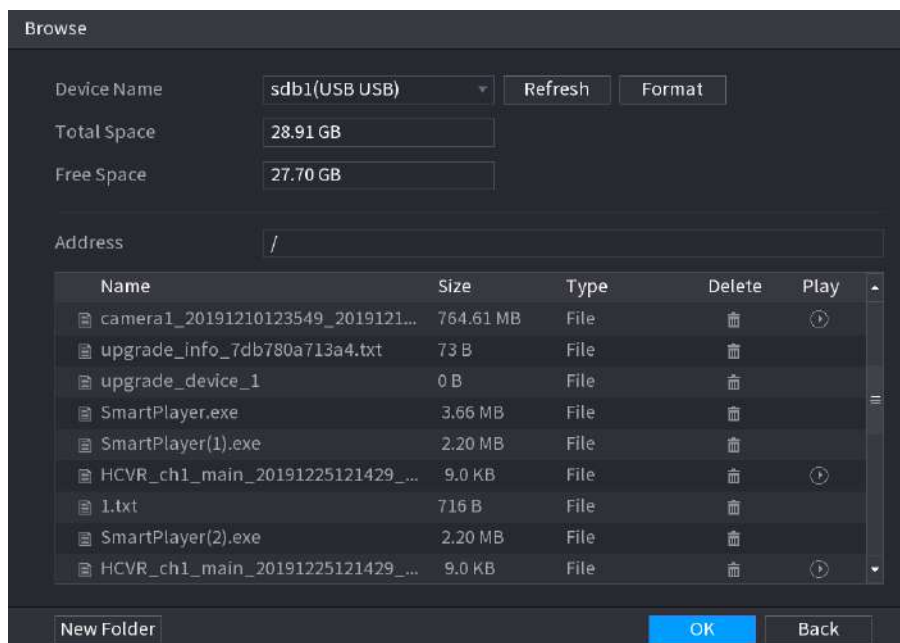 Browse
Device Name sdb1(USB USB) Refresh Format
Total Space 28.91 GB
Free Space 27.70 GB
Address /
Name Size Type Delete Play
camera1_20191210123549_2019121... 764.61 MB File
upgrade_info_7db780a713a4.txt 73 B File
upgrade_device_1 0 B File
SmartPlayer.exe 3.66 MB File
SmartPlayer(1).exe 2.20 MB File
HCVR_ch1_main_20191225121429_... 9.0 KB File
1.txt 716 B File
SmartPlayer(2).exe 2.20 MB File
HCVR_ch1_main_20191225121429_... 9.0 KB File
New Folder OK Back